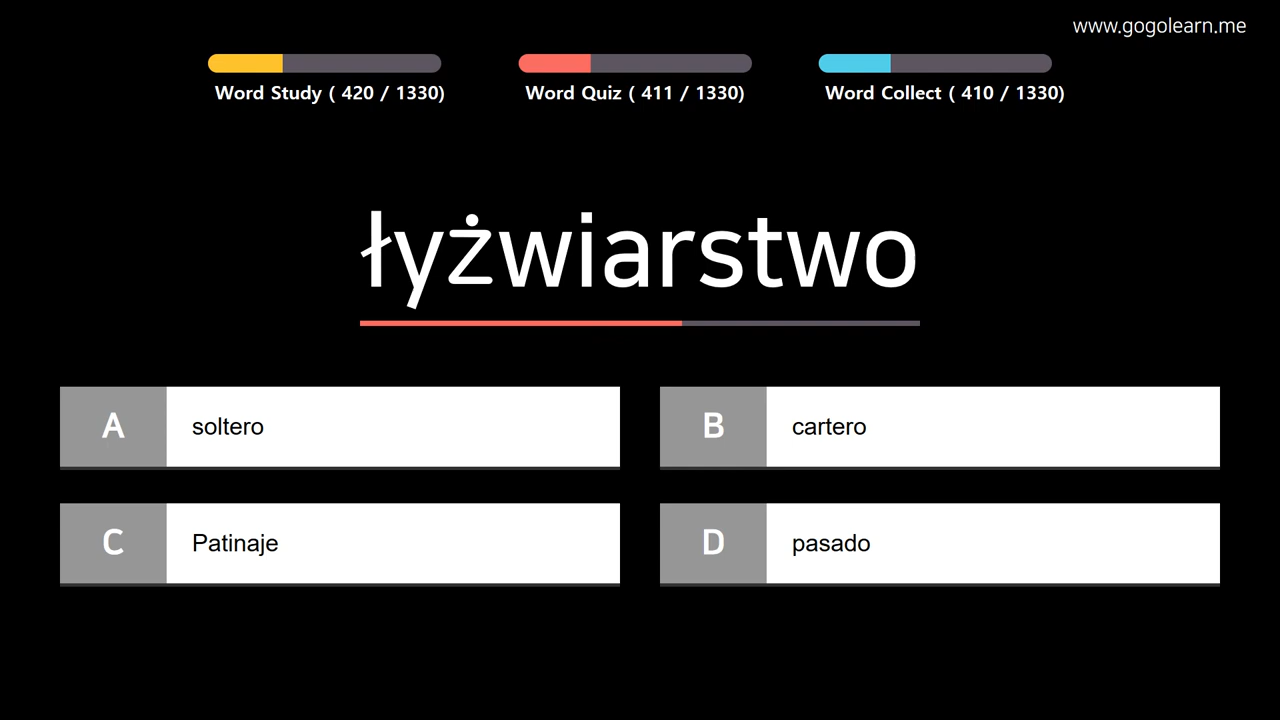 www.gogolearn.me
Word Study ( 420 / 1330)
Word Quiz ( 411 / 1330)
Word Collect ( 410 / 1330)
łyżwiarstwo
A soltero
B cartero
C Patinaje
D pasado